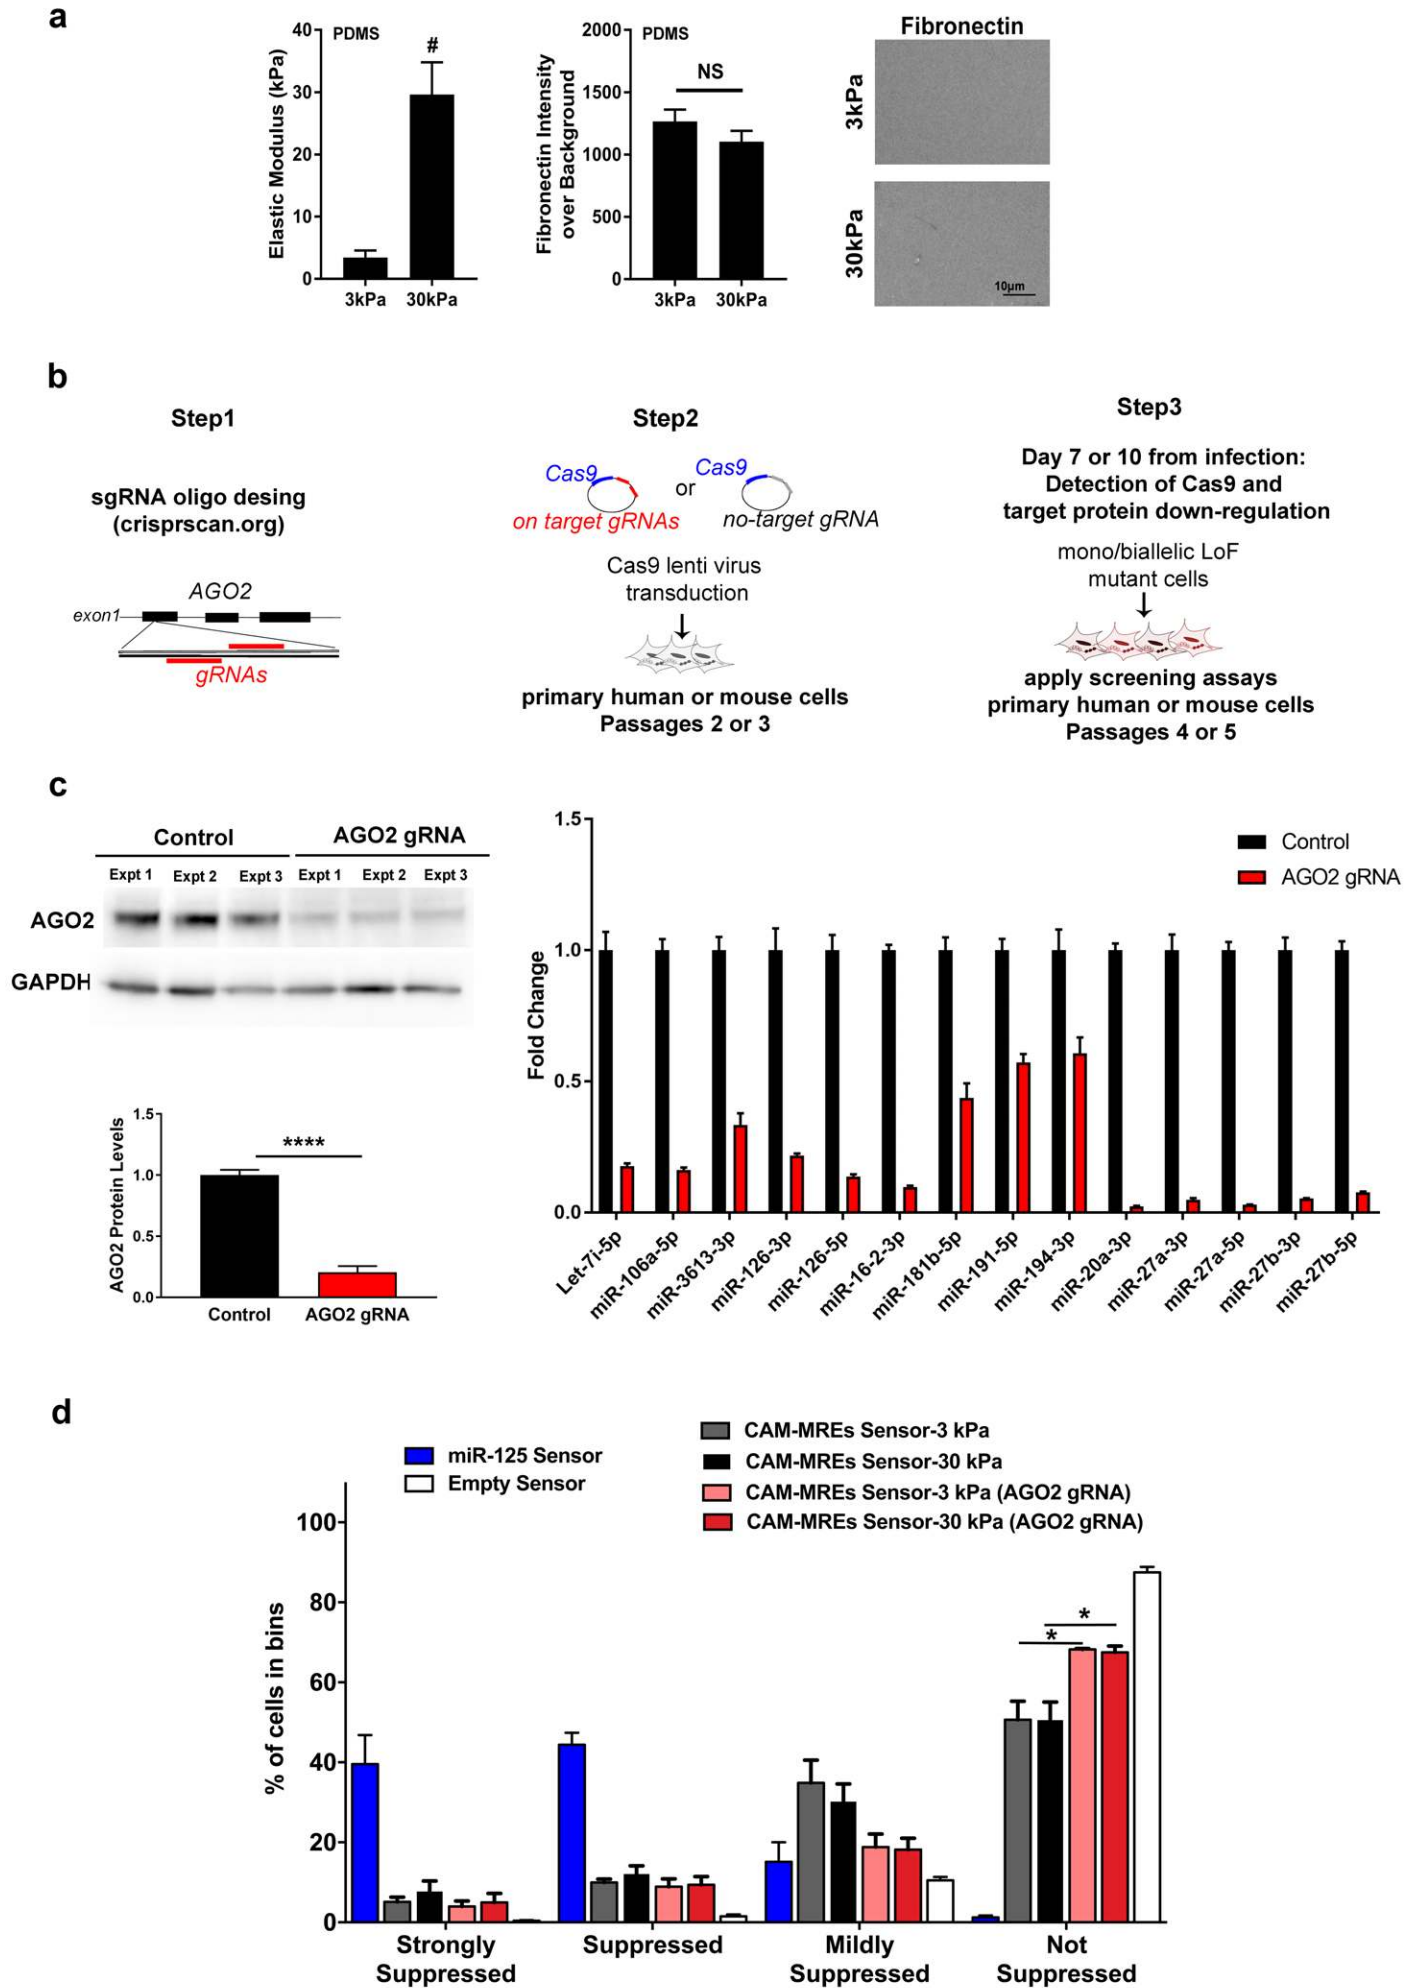 a
PDMS
#
Elastic Modulus (kPa)
40
30
20
10
0
3kPa
30kPa
PDMS
NS
Fibronectin Intensity
over Background
2000
1500
1000
500
0
3kPa
30kPa
Fibronectin
3kPa
30kPa
10µm
b
Step1
sgRNA oligo desing
(crisprscan.org)
AGO2
exon1
gRNAs
Step2
Cas9
or
Cas9
on target gRNAs
no-target gRNA
Cas9 lenti virus
transduction
primary human or mouse cells
Passages 2 or 3
Step3
Day 7 or 10 from infection:
Detection of Cas9 and
target protein down-regulation
mono/biallelic LoF
mutant cells
apply screening assays
primary human or mouse cells
Passages 4 or 5
c
Control
AGO2 gRNA
Expt 1
Expt 2
Expt 3
Expt 1
Expt 2
Expt 3
AGO2
GAPDH
AGO2 Protein Levels
1.5
1.0
0.5
0.0
****
Control
AGO2 gRNA
Fold Change
1.5
1.0
0.5
0.0
Control
AGO2 gRNA
Let-7i-5p
miR-106a-5p
miR-3613-3p
miR-126-3p
miR-126-5p
miR-16-2-3p
miR-181b-5p
miR-191-5p
miR-194-3p
miR-20a-3p
miR-27a-3p
miR-27a-5p
miR-27b-3p
miR-27b-5p
d
miR-125 Sensor
Empty Sensor
CAM-MREs Sensor-3 kPa
CAM-MREs Sensor-30 kPa
CAM-MREs Sensor-3 kPa (AGO2 gRNA)
CAM-MREs Sensor-30 kPa (AGO2 gRNA)
% of cells in bins
100
80
60
40
20
0
*
*
Strongly
Suppressed
Suppressed
Mildly
Suppressed
Not
Suppressed